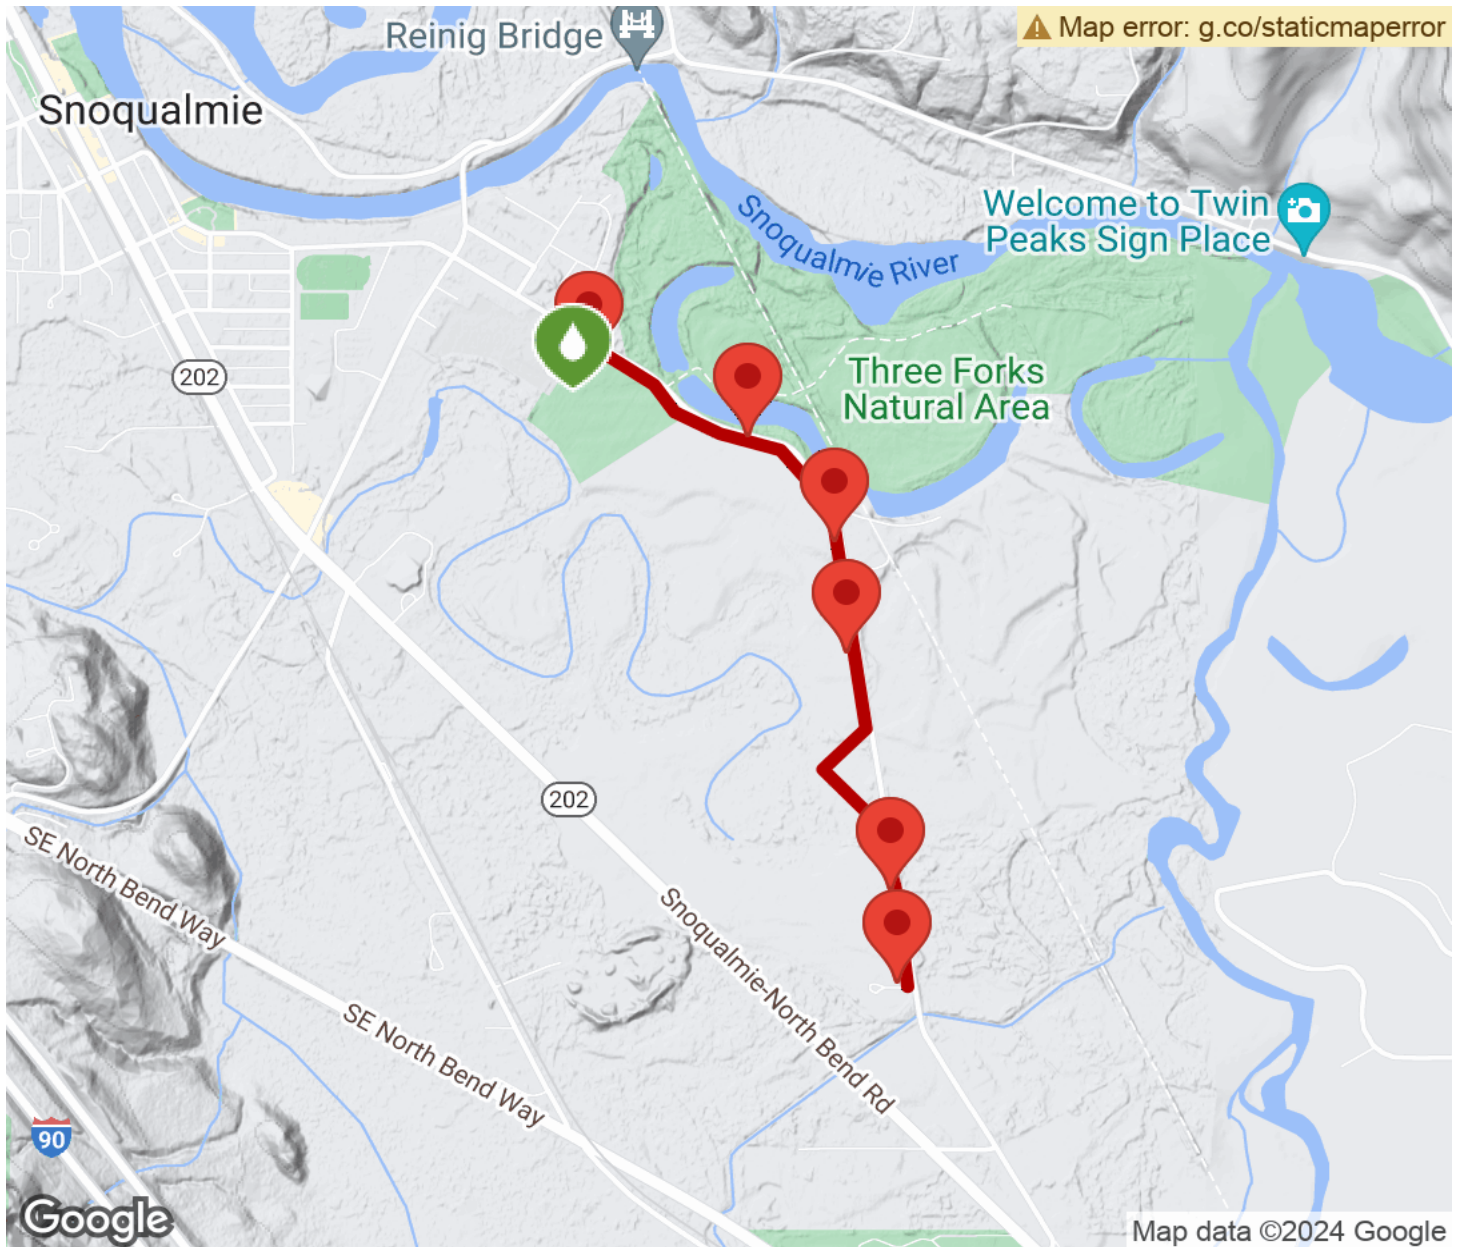 Map error: g.co/staticmaperror
Reinig Bridge
Snoqualmie
Welcome to Twin
Peaks Sign Place
Snoqualmie River
Three Forks
Natural Area
202
202
SE North Bend Way
Snoqualmie-North Bend Rd
SE North Bend Way
90
Google
Map data ©2024 Google